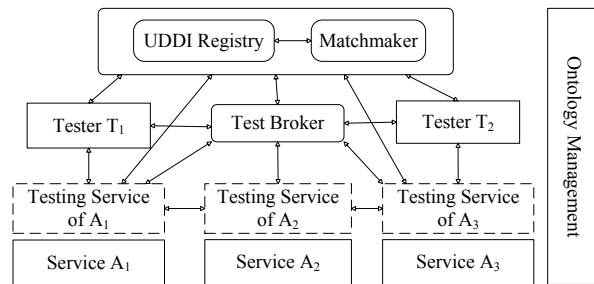 UDDI Registry
Matchmaker
Tester T1
Test Broker
Tester T2
Testing Service
of A1
Testing Service
of A2
Testing Service
of A3
Service A1
Service A2
Service A3
Ontology Management